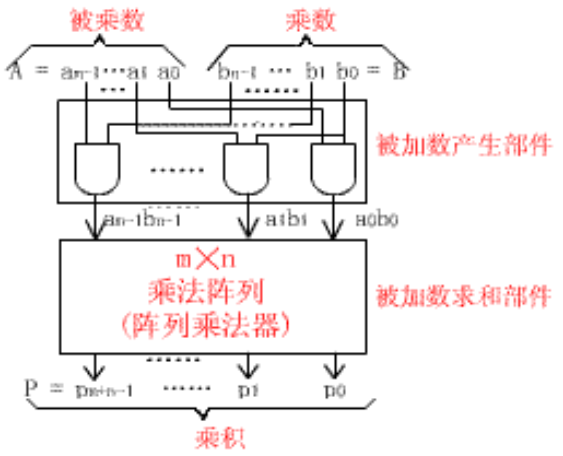 被乘数 乘数
A = am-1…a1 a0 bn-1 … b1 b0 = B
被加数产生部件
am-1bn-1 …… a1b1 a0b0
m×n
乘法阵列
(阵列乘法器)
被加数求和部件
P = pm+n-1 …… p1 p0
乘积